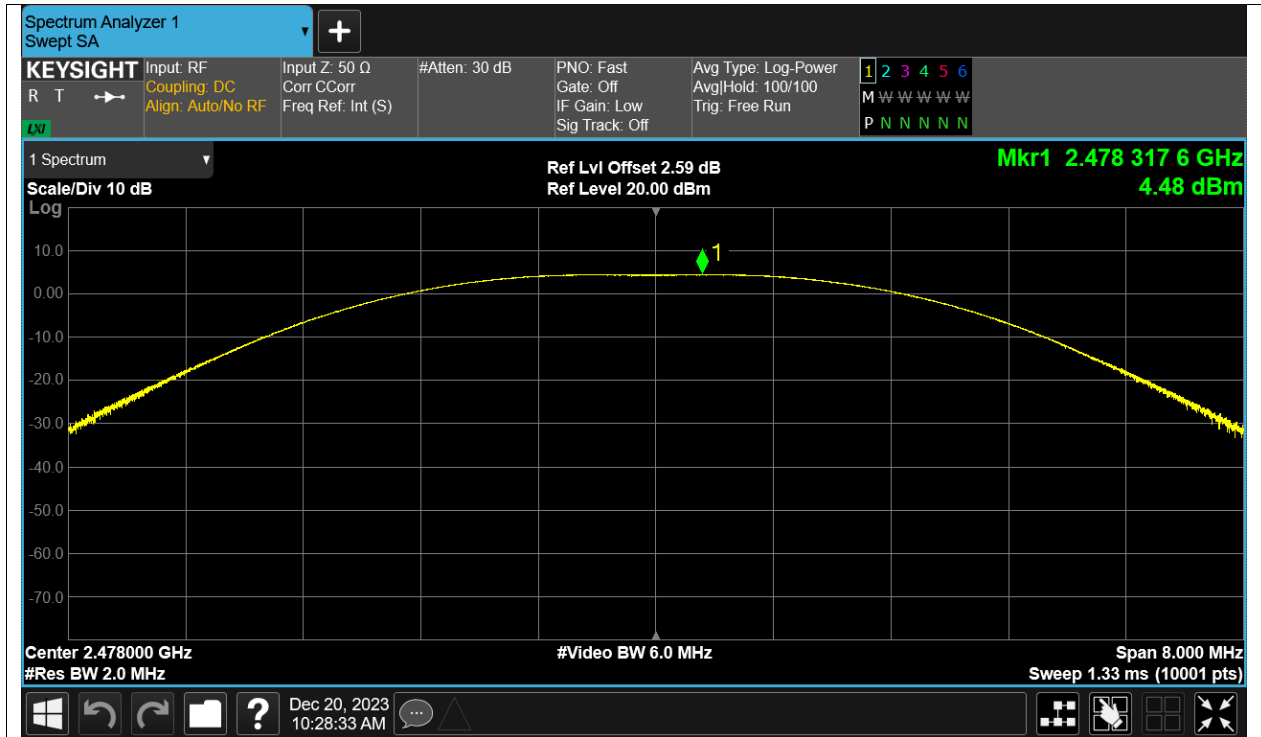 Spectrum Analyzer 1
Swept SA
KEYSIGHT
R T
LXI
Input: RF
Coupling: DC
Align: Auto/No RF
Input Z: 50 Ω
Corr CCorr
Freq Ref: Int (S)
#Atten: 30 dB
PNO: Fast
Gate: Off
IF Gain: Low
Sig Track: Off
Avg Type: Log-Power
Avg|Hold: 100/100
Trig: Free Run
1 2 3 4 5 6
M W W W W W
P N N N N N N
1 Spectrum
Scale/Div 10 dB
Log
Ref Lvl Offset 2.59 dB
Ref Level 20.00 dBm
Mkr1 2.478 317 6 GHz
4.48 dBm
1
10.0
0.00
-10.0
-20.0
-30.0
-40.0
-50.0
-60.0
-70.0
Center 2.478000 GHz
#Res BW 2.0 MHz
#Video BW 6.0 MHz
Span 8.000 MHz
Sweep 1.33 ms (10001 pts)
?
Dec 20, 2023
10:28:33 AM